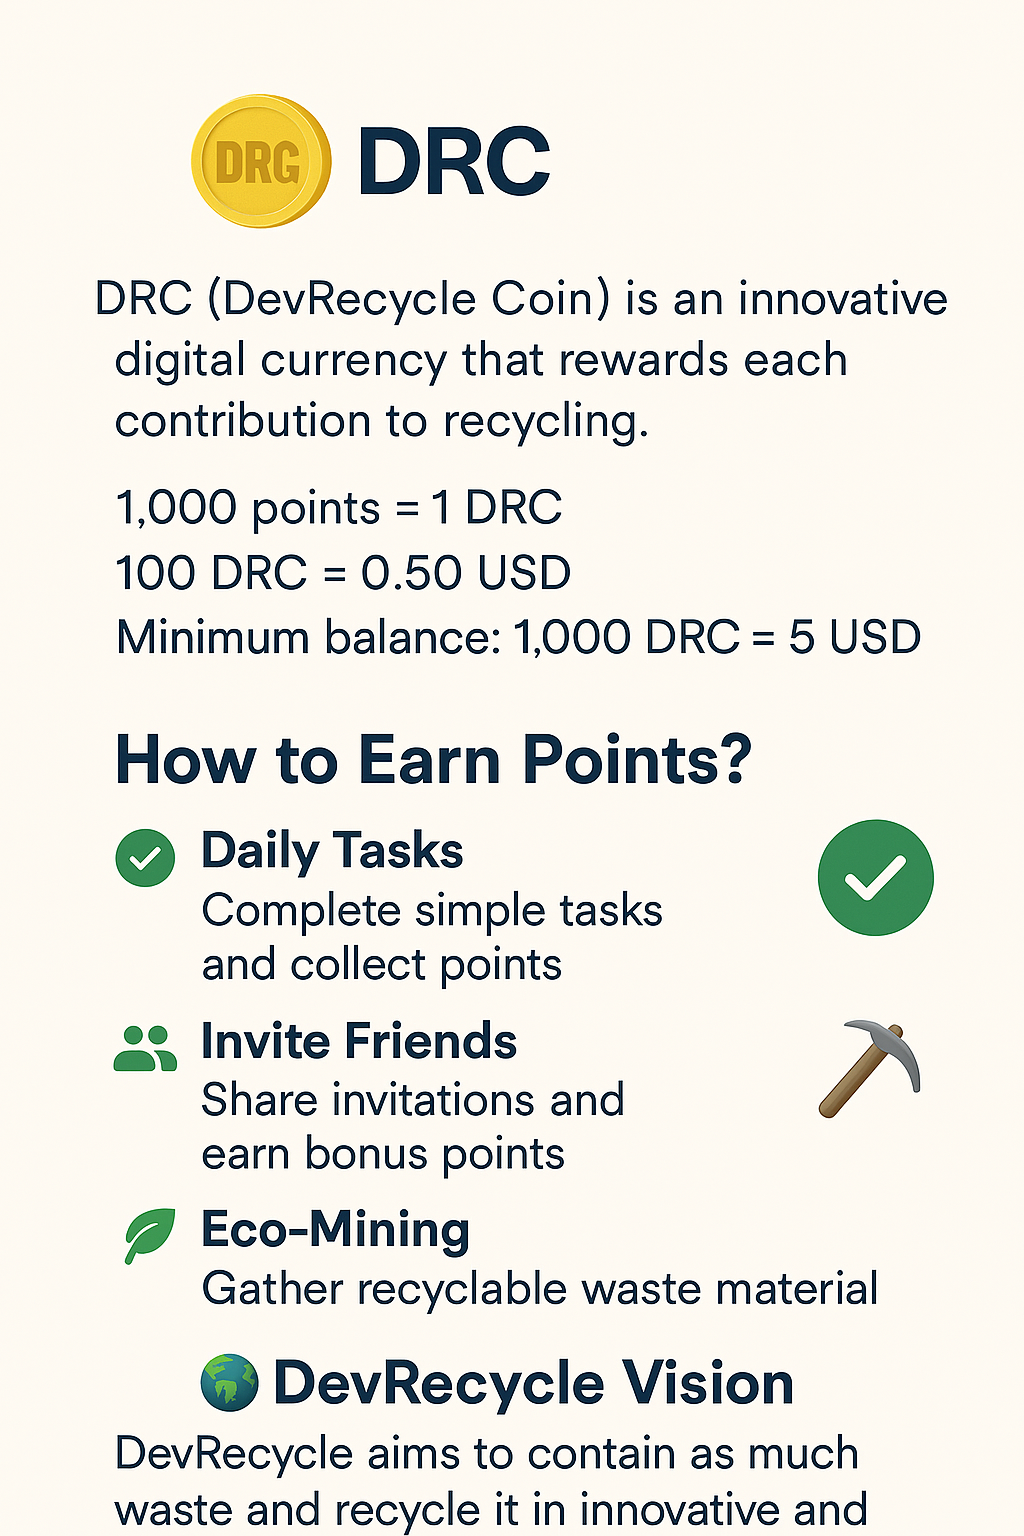 DRG
DRC
DRC (DevRecycle Coin) is an innovative
digital currency that rewards each
contribution to recycling.
1,000 points = 1 DRC
100 DRC = 0.50 USD
Minimum balance: 1,000 DRC = 5 USD
How to Earn Points?
Daily Tasks
Complete simple tasks
and collect points
Invite Friends
Share invitations and
earn bonus points
Eco-Mining
Gather recyclable waste material
DevRecycle Vision
DevRecycle aims to contain as much
waste and recycle it in innovative and